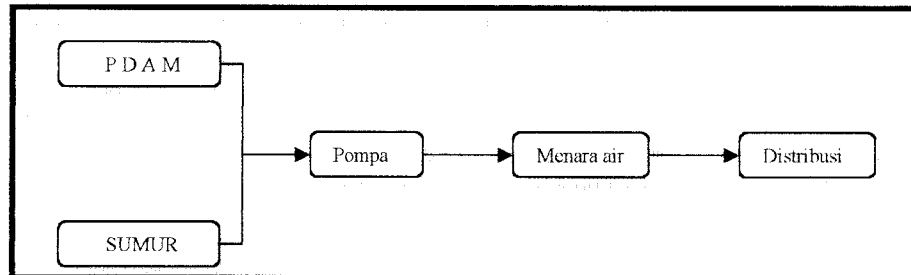 P D A M
Pompa
Menara air
Distribusi
SUMUR